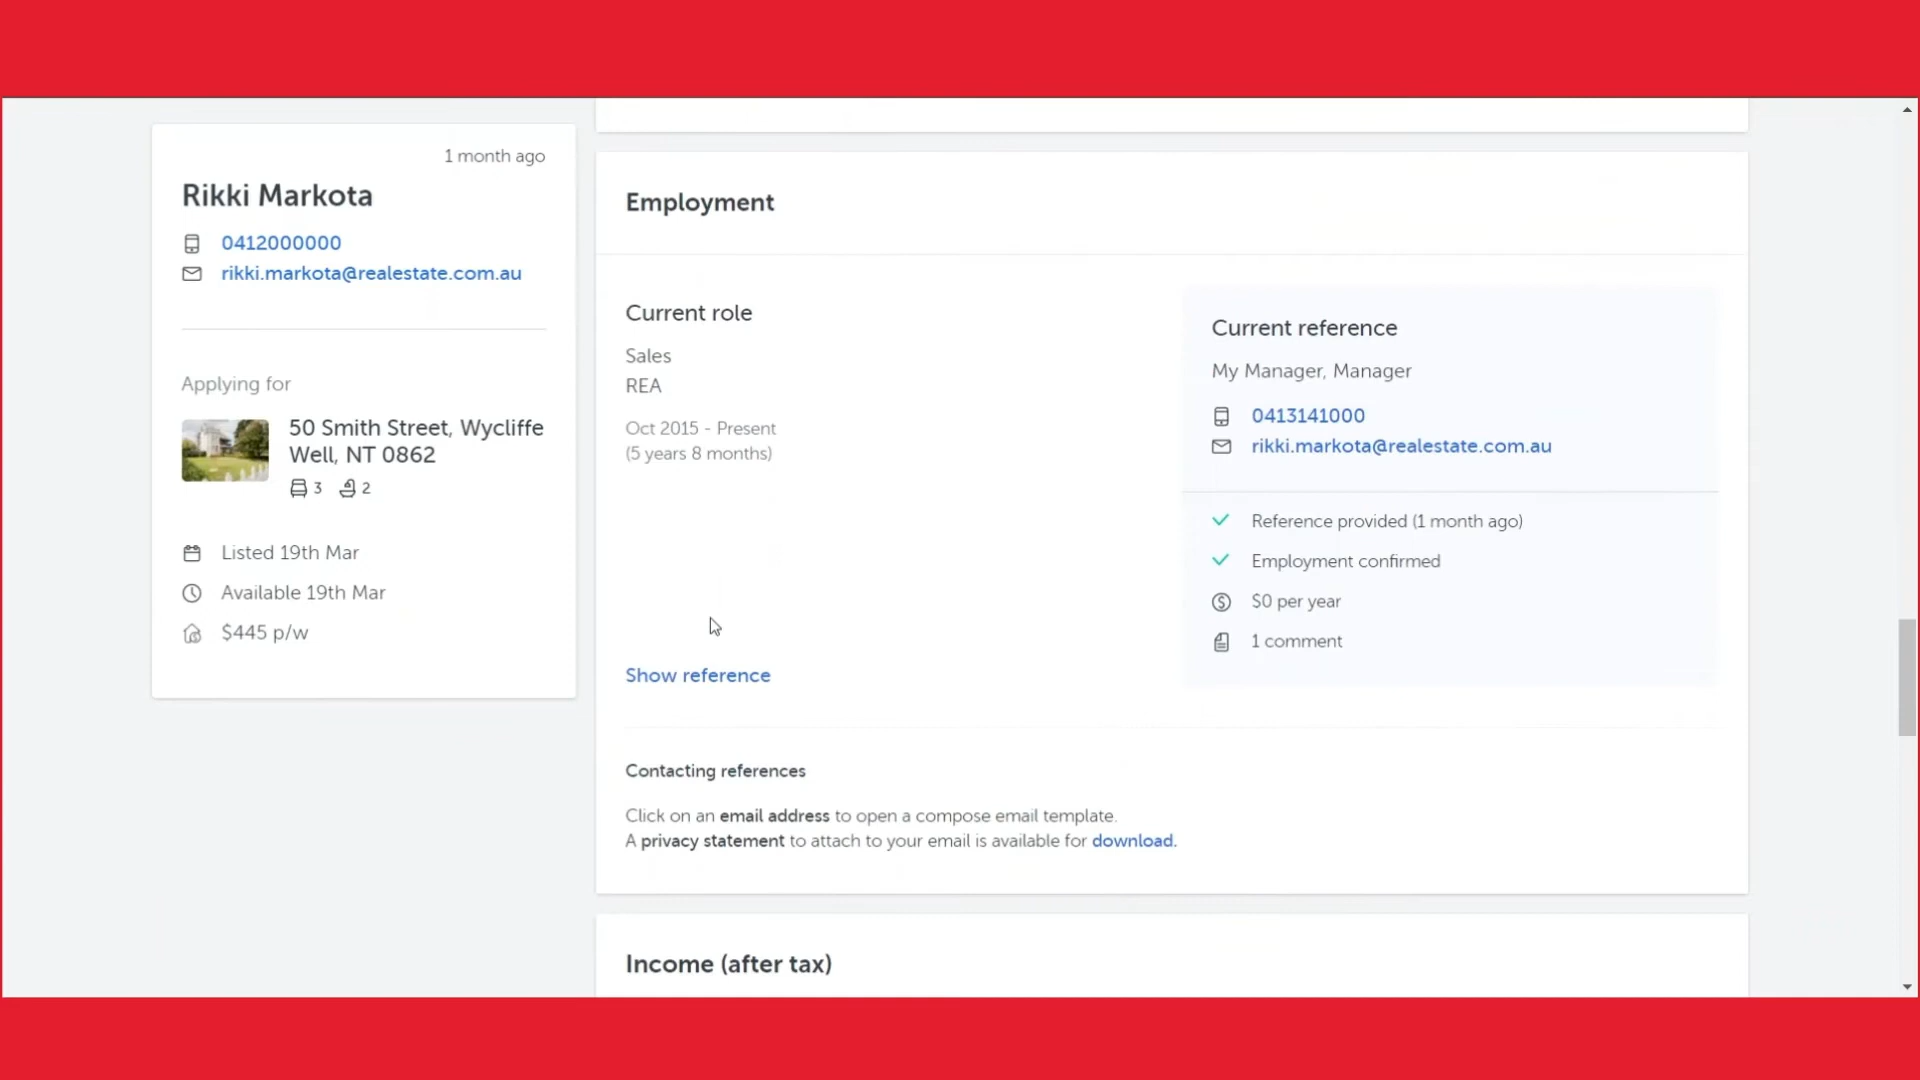 1 month ago
Rikki Markota
0412000000
rikki.markota@realestate.com.au
Applying for
50 Smith Street, Wycliffe
Well, NT 0862
3 2
Listed 19th Mar
Available 19th Mar
$445 p/w
Employment
Current role
Sales
REA
Oct 2015 - Present
(5 years 8 months)
Show reference
Current reference
My Manager, Manager
0413141000
rikki.markota@realestate.com.au
Reference provided (1 month ago)
Employment confirmed
$0 per year
1 comment
Contacting references
Click on an email address to open a compose email template.
A privacy statement to attach to your email is available for download.
Income (after tax)